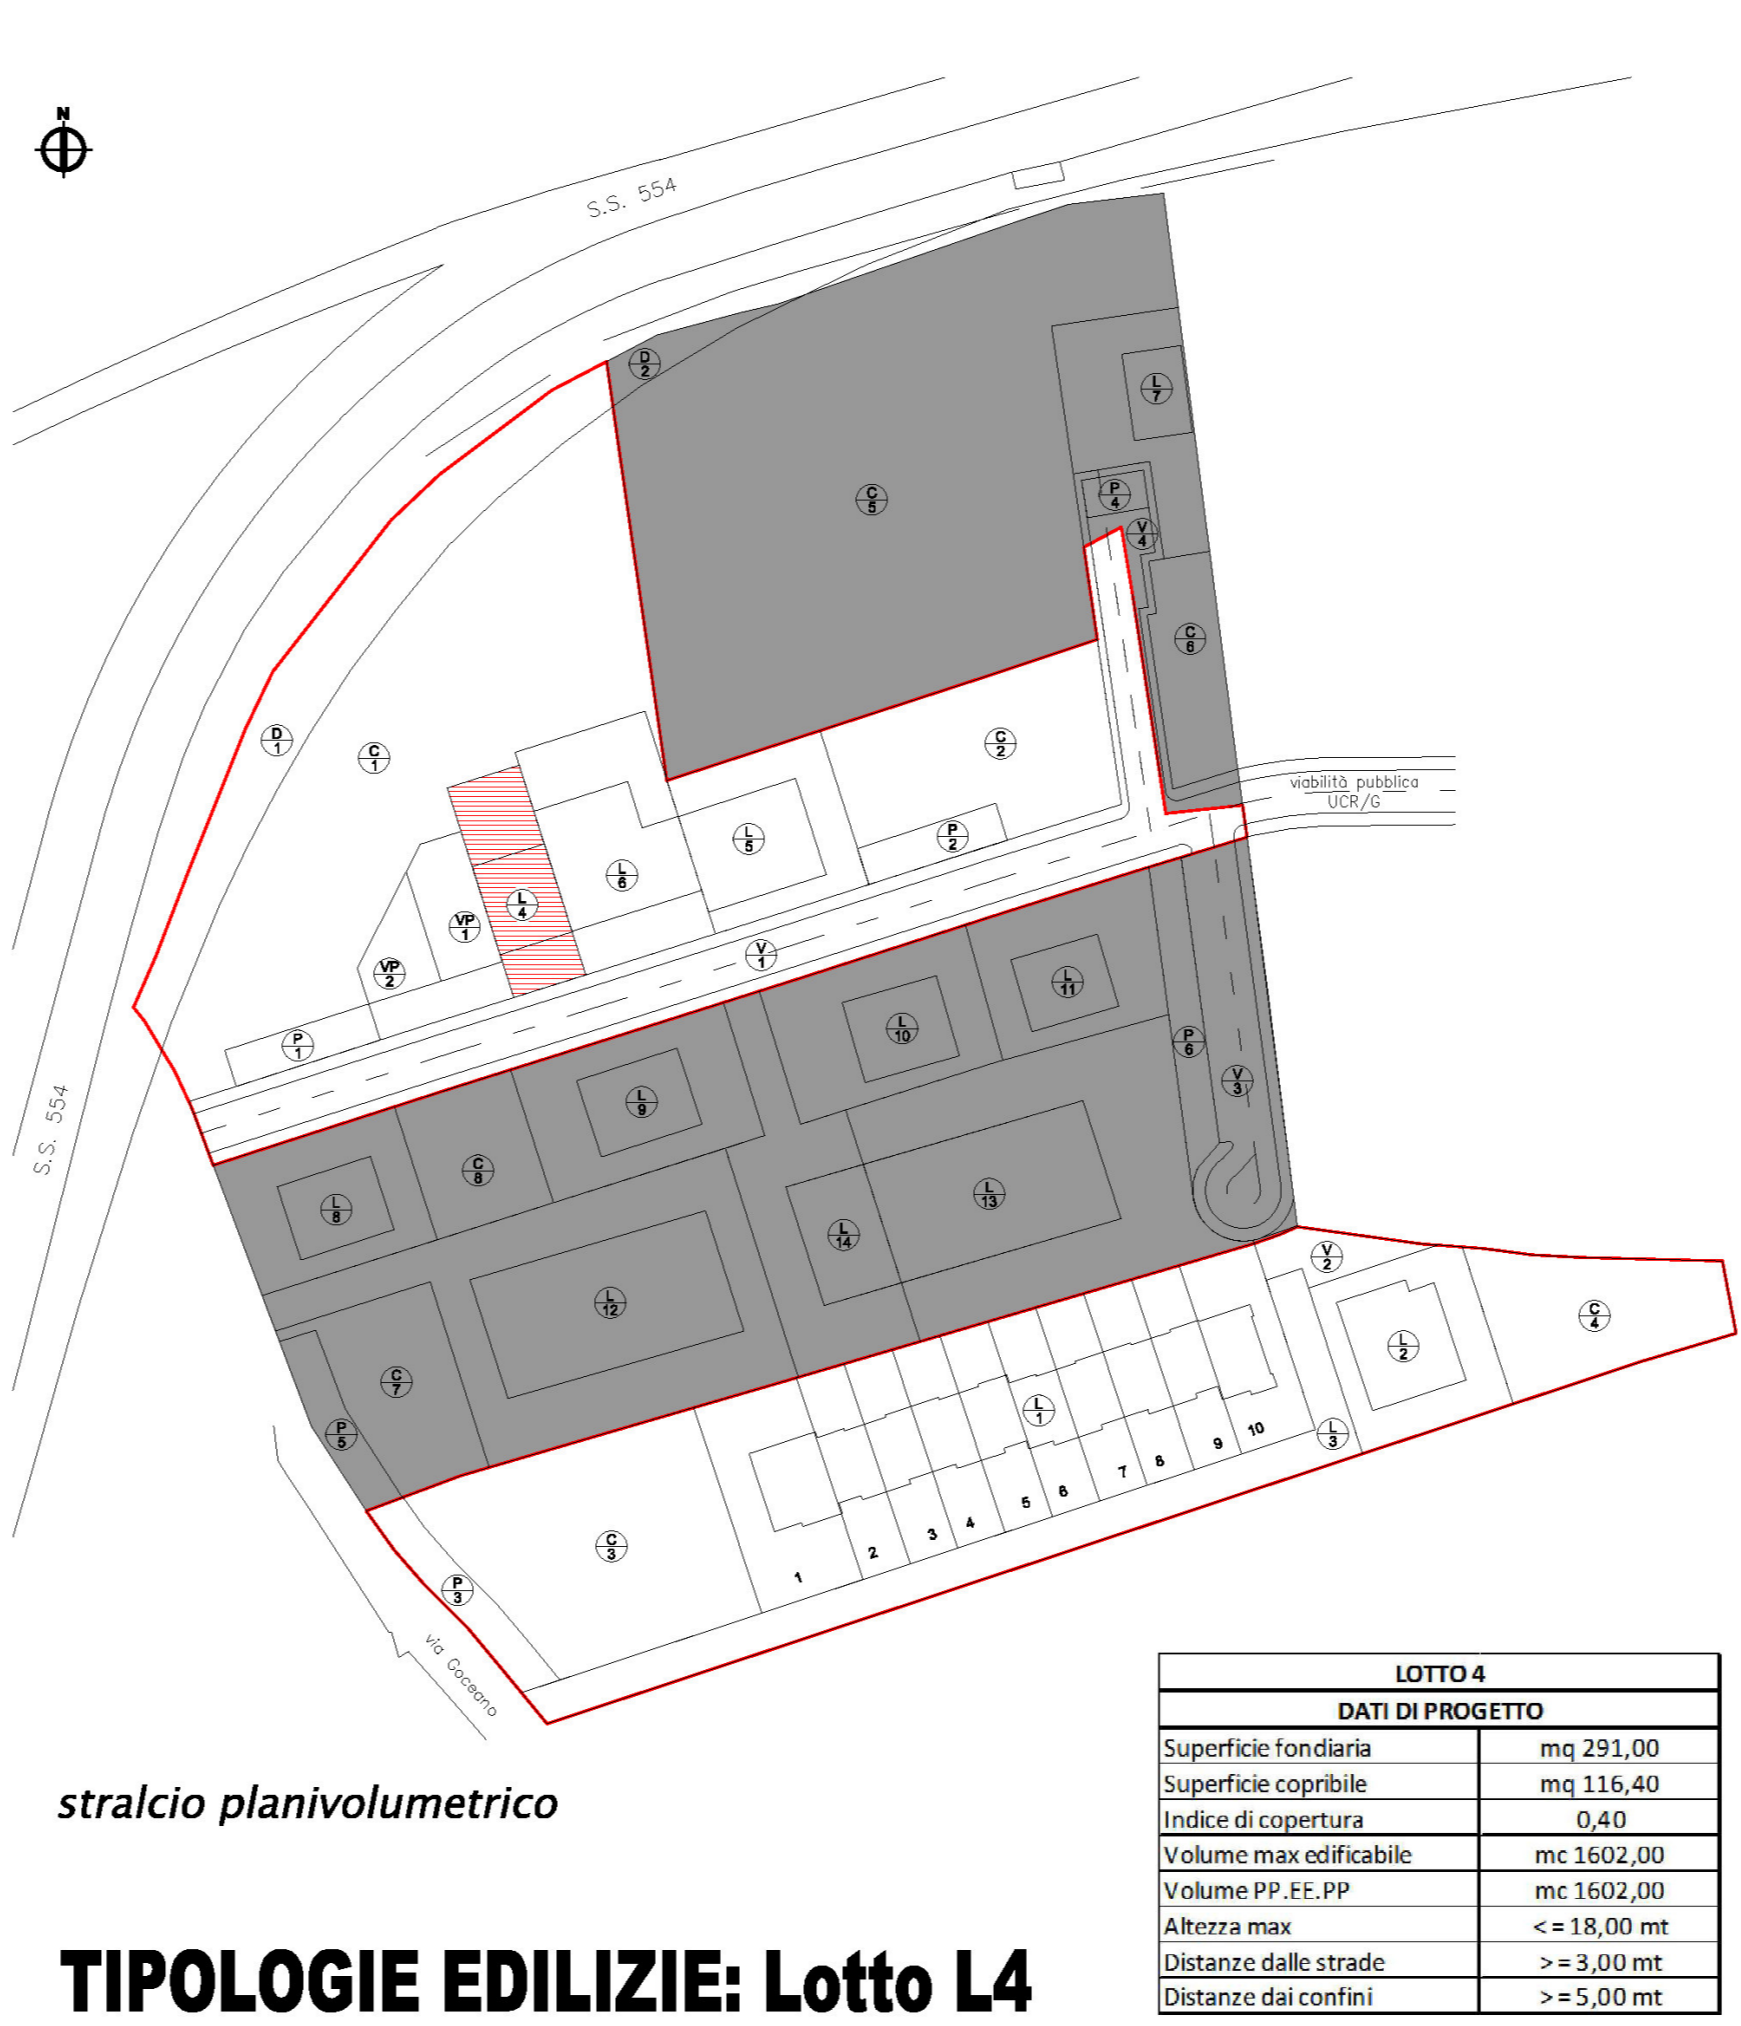 N
S.S. 554
D
2
L
7
C
5
P
4
V
4
C
6
D
1
C
1
C
2
viabilità pubblica
UCR/G
P
2
L
5
L
6
L
4
VP
1
VP
2
V
1
L
11
L
10
P
1
P
6
V
3
L
9
S.S. 554
C
8
L
8
L
13
L
14
V
2
L
12
C
4
L
2
C
7
L
1
P
5
L
3
10
9
8
7
6
5
4
3
2
1
C
3
P
3
via Goceano
LOTTO 4
DATI DI PROGETTO
Superficie fondiaria mq 291,00
Superficie copribile mq 116,40
Indice di copertura 0,40
Volume max edificabile mc 1602,00
Volume PP.EE.PP mc 1602,00
Altezza max <=18,00 mt
Distanze dalle strade >=3,00 mt
Distanze dai confini >=5,00 mt
stralcio planivolumetrico
TIPOLOGIE EDILIZIE: Lotto L4